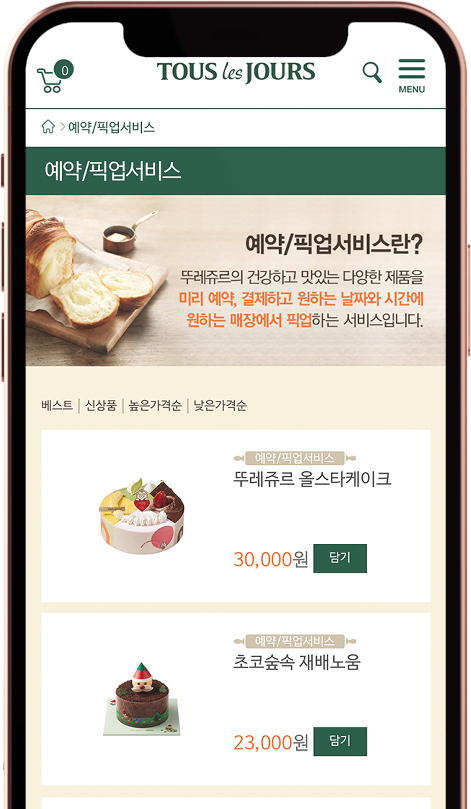 0
TOUS les JOURS
MENU
예약/픽업서비스
예약/픽업서비스
예약/픽업서비스란?
뚜레쥬르의 건강하고 맛있는 다양한 제품을
미리 예약, 결제하고 원하는 날짜와 시간에
원하는 매장에서 픽업하는 서비스입니다.
베스트 | 신상품 | 높은가격순 | 낮은가격순
예약/픽업서비스
뚜레쥬르 올스타케이크
30,000원 담기
예약/픽업서비스
초코숲속 재배노움
23,000원 담기